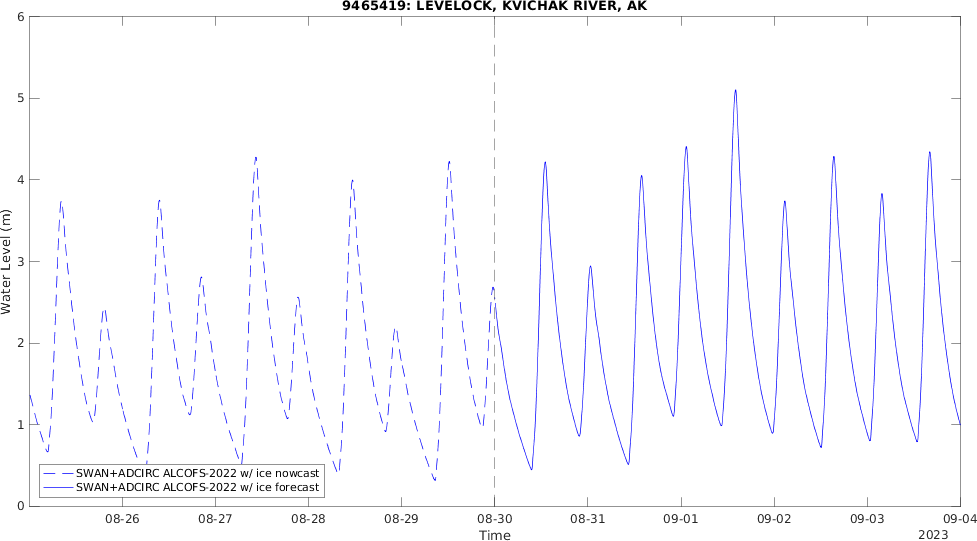 9465419: LEVELOCK, KVICHAK RIVER, AK
6
5
4
3
2
1
0
Water Level (m)
SWAN+ADCIRC ALCOFS-2022 w/ ice nowcast
SWAN+ADCIRC ALCOFS-2022 w/ ice forecast
08-26 08-27 08-28 08-29 08-30 08-31 09-01 09-02 09-03 09-04
Time
2023